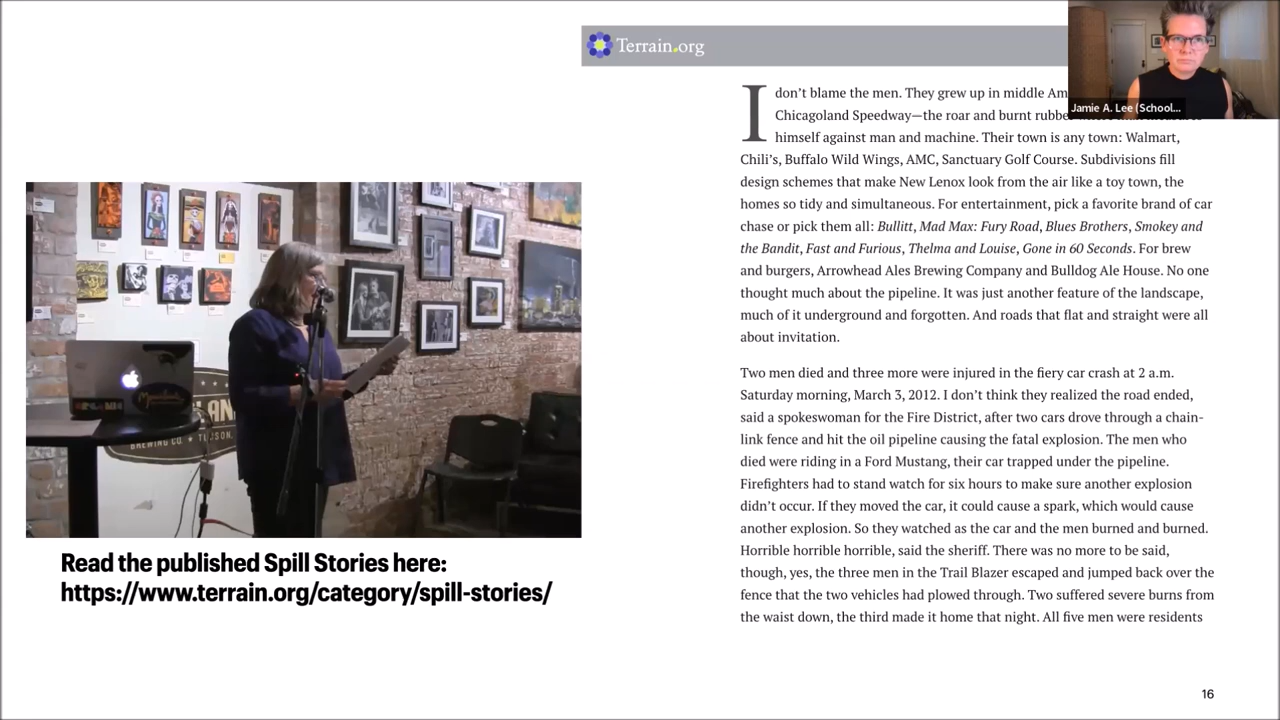 Terrain.org
Jamie A. Lee (School...
I don’t blame the men. They grew up in middle Am
Chicagoland Speedway—the roar and burnt rubbe
himself against man and machine. Their town is any town: Walmart,
Chili’s, Buffalo Wild Wings, AMC, Sanctuary Golf Course. Subdivisions fill
design schemes that make New Lenox look from the air like a toy town, the
homes so tidy and simultaneous. For entertainment, pick a favorite brand of car
chase or pick them all: Bullitt, Mad Max: Fury Road, Blues Brothers, Smokey and
the Bandit, Fast and Furious, Thelma and Louise, Gone in 60 Seconds. For brew
and burgers, Arrowhead Ales Brewing Company and Bulldog Ale House. No one
thought much about the pipeline. It was just another feature of the landscape,
much of it underground and forgotten. And roads that flat and straight were all
about invitation.
Two men died and three more were injured in the fiery car crash at 2 a.m.
Saturday morning, March 3, 2012. I don’t think they realized the road ended,
said a spokeswoman for the Fire District, after two cars drove through a chain-
link fence and hit the oil pipeline causing the fatal explosion. The men who
died were riding in a Ford Mustang, their car trapped under the pipeline.
Firefighters had to stand watch for six hours to make sure another explosion
didn’t occur. If they moved the car, it could cause a spark, which would cause
another explosion. So they watched as the car and the men burned and burned.
Horrible horrible horrible, said the sheriff. There was no more to be said,
though, yes, the three men in the Trail Blazer escaped and jumped back over the
fence that the two vehicles had plowed through. Two suffered severe burns from
the waist down, the third made it home that night. All five men were residents
BREWING CO.
Read the published Spill Stories here:
https://www.terrain.org/category/spill-stories/
16